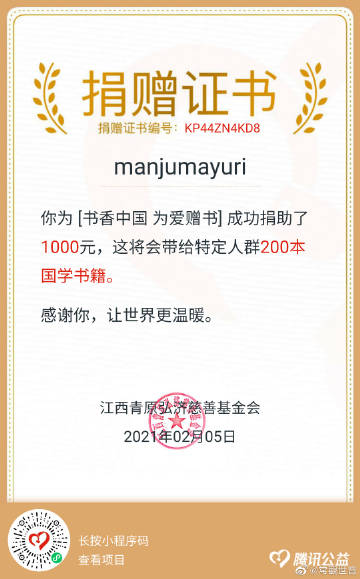 捐赠证书
捐赠证书编号：KP44ZN4KD8
manjumayuri
你为 [书香中国 为爱赠书] 成功捐助了
1000元，这将会带给特定人群200本
国学书籍。
感谢你，让世界更温暖。
江西青原弘济慈善基金会
2021年02月05日
长按小程序码
查看项目
腾讯公益